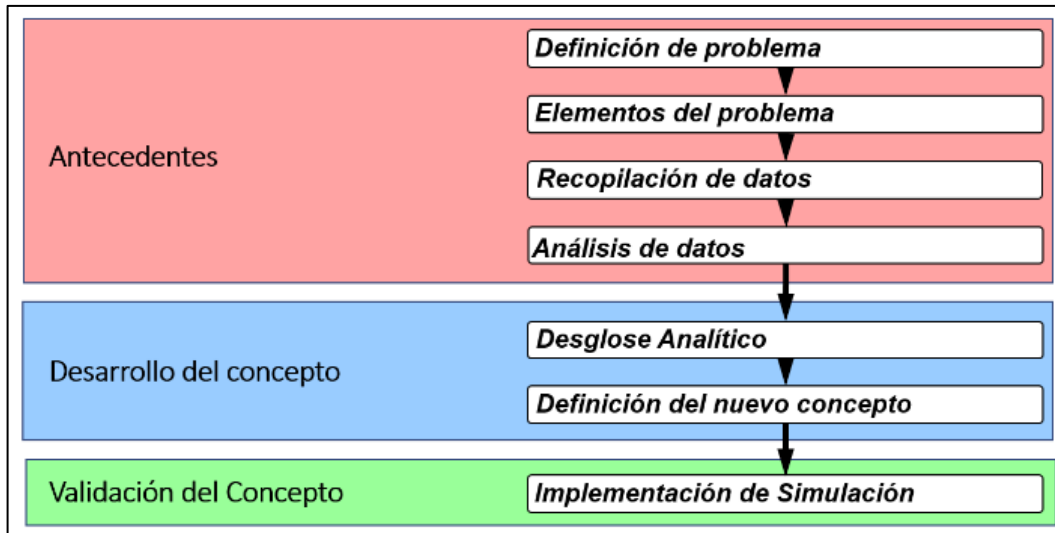 Definición de problema
Elementos del problema
Antecedentes
Recopilación de datos
Análisis de datos
Desglose Analítico
Desarrollo del concepto
Definición del nuevo concepto
Validación del Concepto
Implementación de Simulación